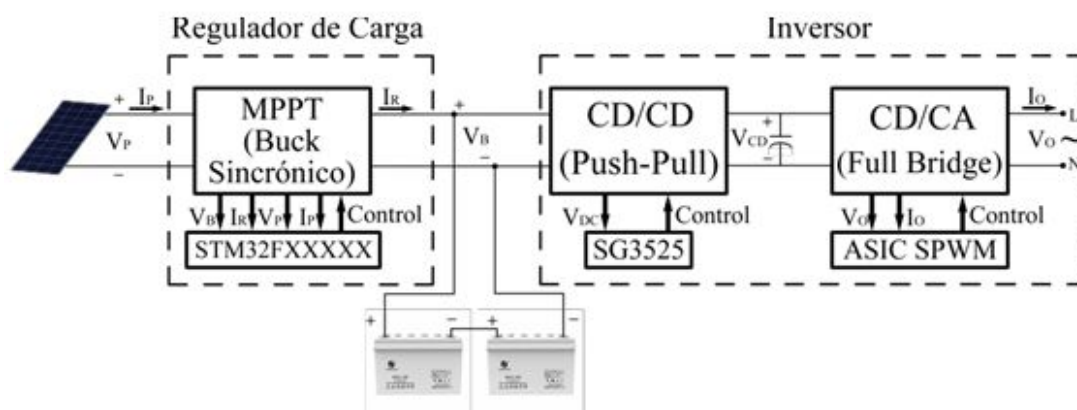 Regulador de Carga
Inversor
+ IP
VP
−
MPPT
(Buck
Sincrónico)
IR
+
VB
−
CD/CD
(Push-Pull)
+
VCD
−
CD/CA
(Full Bridge)
IO
L
VO ~
N
VB IR VP IP Control
STM32FXXXXX
VDC Control
SG3525
VO IO Control
ASIC SPWM
+ − + −